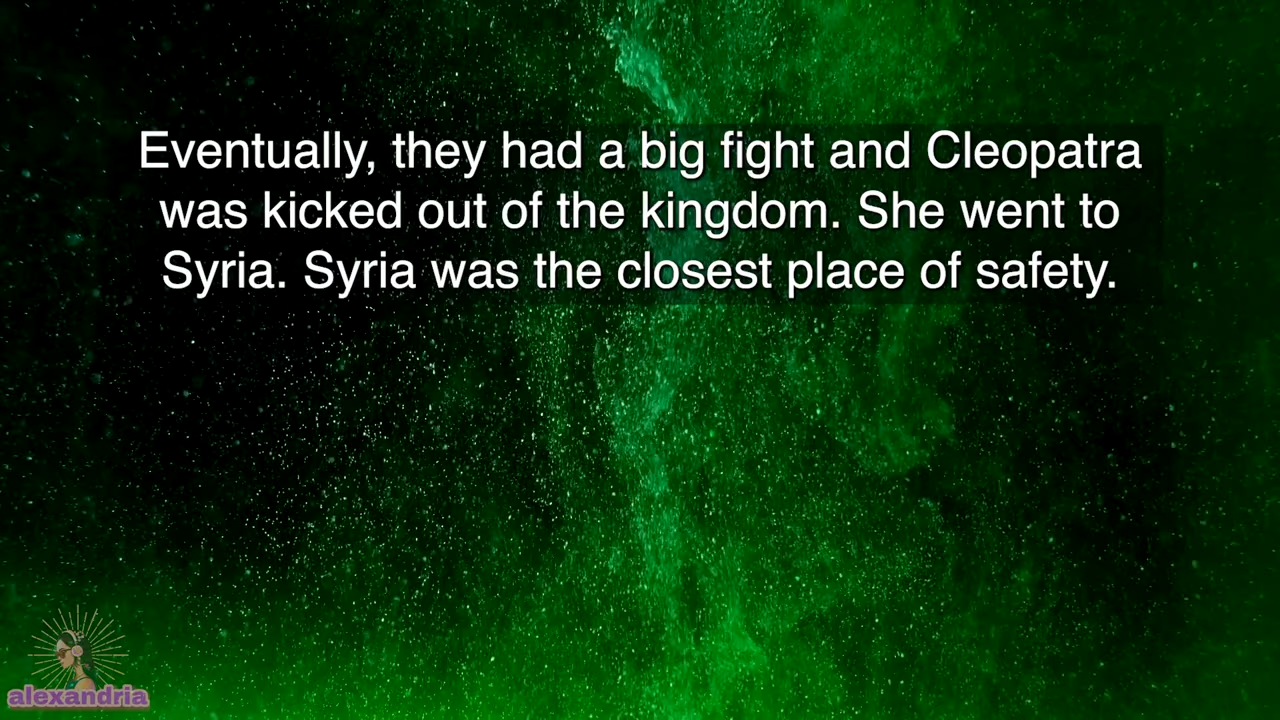 Eventually, they had a big fight and Cleopatra
was kicked out of the kingdom. She went to
Syria. Syria was the closest place of safety.
alexandria